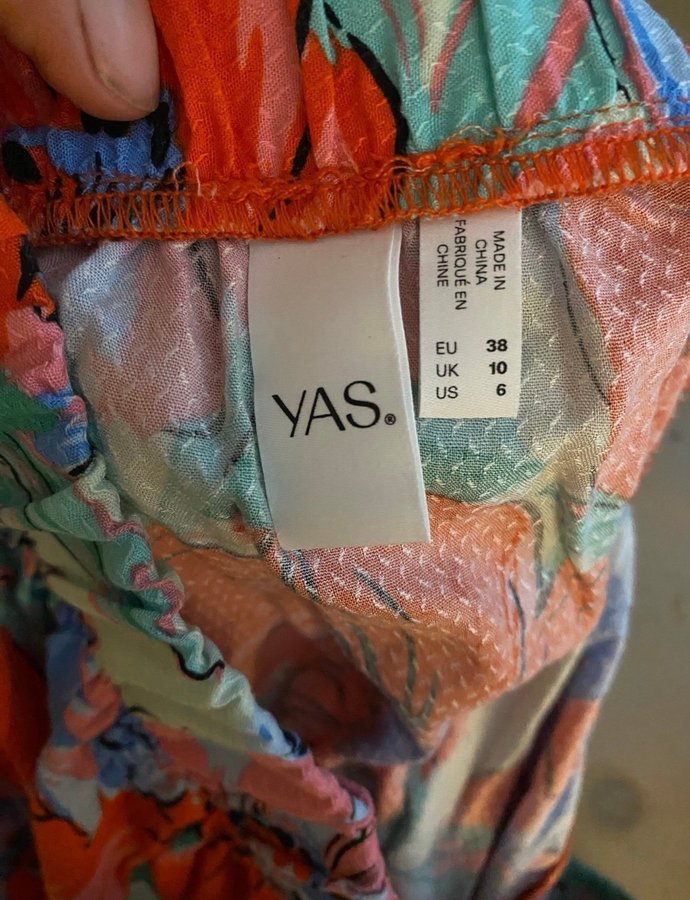 YAS.®
MADE IN
CHINA
FABRIQUÉ EN
CHINE
EU 38
UK 10
US 6